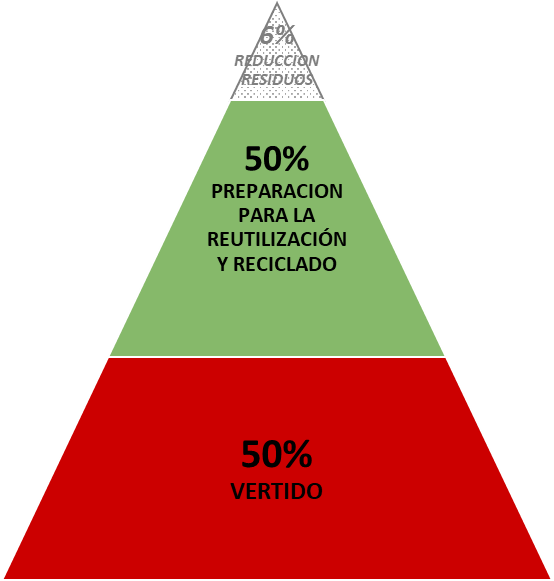 6%
REDUCCION
RESIDUOS
50%
PREPARACION
PARA LA
REUTILIZACIÓN
Y RECICLADO
50%
VERTIDO